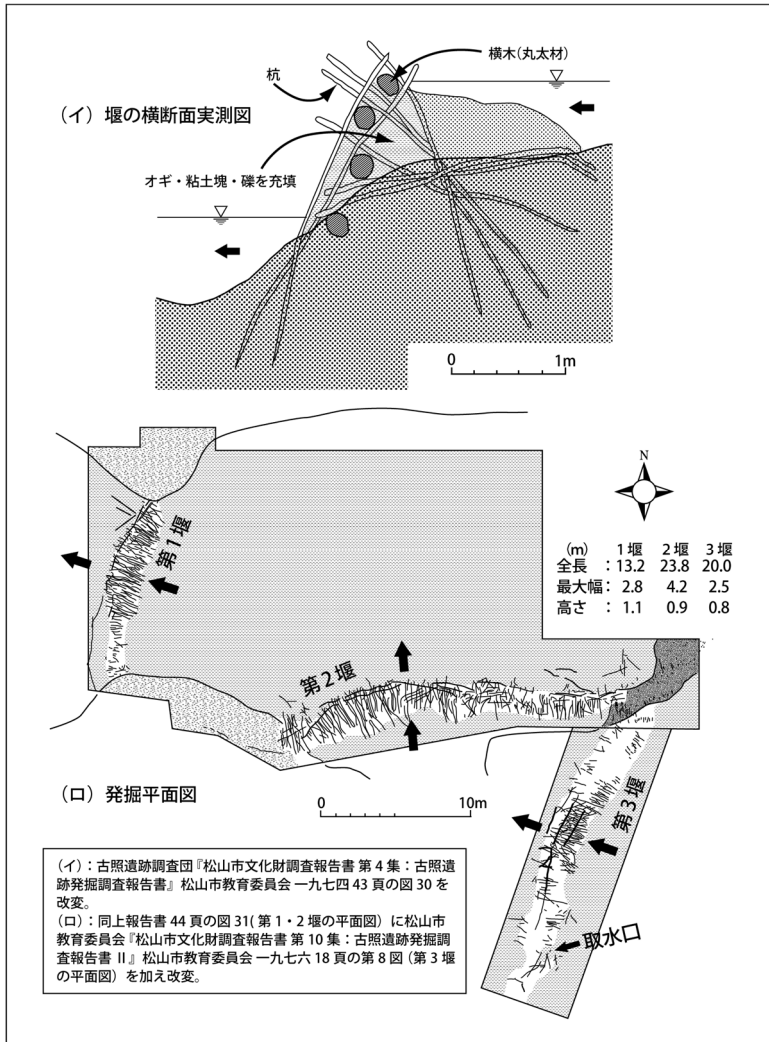 横木(丸太材)
杭
(イ) 堰の横断面実測図
オギ・粘土塊・礫を充填
0 1m
N
第1堰
(m) 1堰 2堰 3堰
全長 : 13.2 23.8 20.0
最大幅 : 2.8 4.2 2.5
高さ : 1.1 0.9 0.8
第2堰
(ロ) 発掘平面図
0 10m
第3堰
取水口
(イ):古照遺跡調査団『松山市文化財調査報告書 第4集:古照遺
跡発掘調査報告書』松山市教育委員会 一九七四 43頁の図30を
改変。
(ロ):同上報告書44頁の図31(第1・2堰の平面図)に松山市
教育委員会『松山市文化財調査報告書 第10集:古照遺跡発掘調
査報告書 II』松山市教育委員会 一九七六 18頁の第8図(第3堰
の平面図)を加え改変。